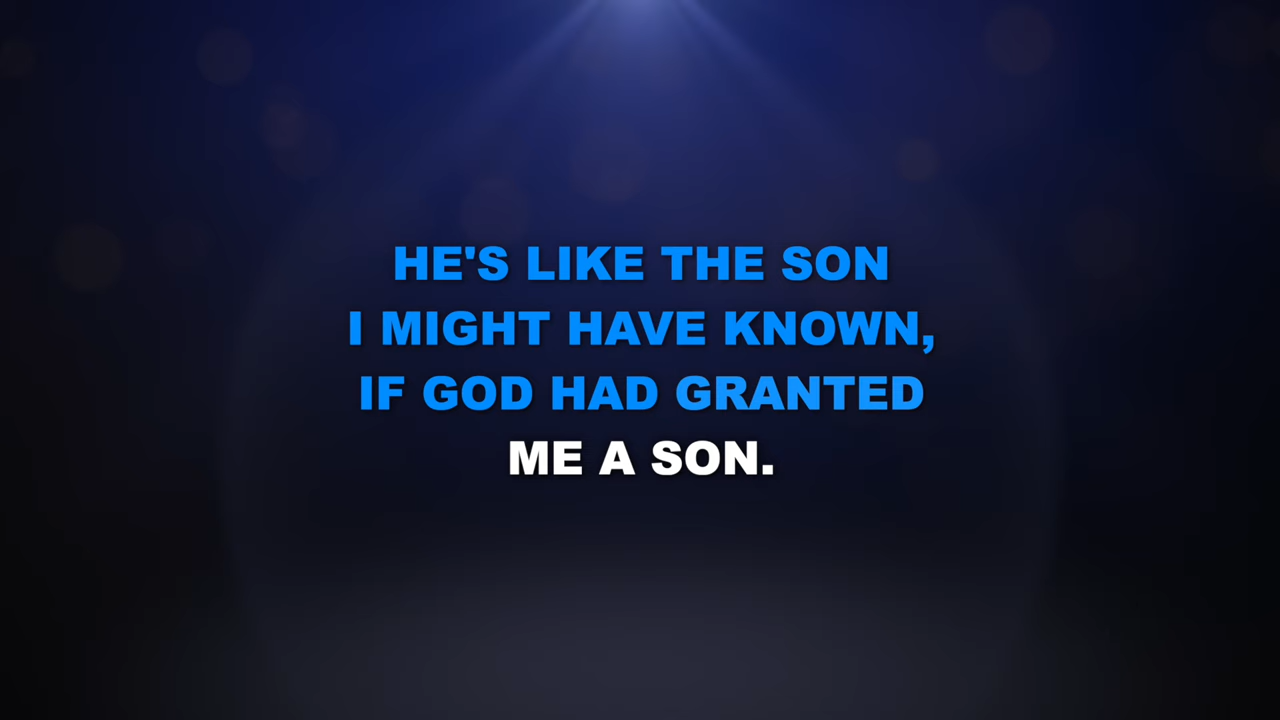 HE'S LIKE THE SON
I MIGHT HAVE KNOWN,
IF GOD HAD GRANTED
ME A SON.